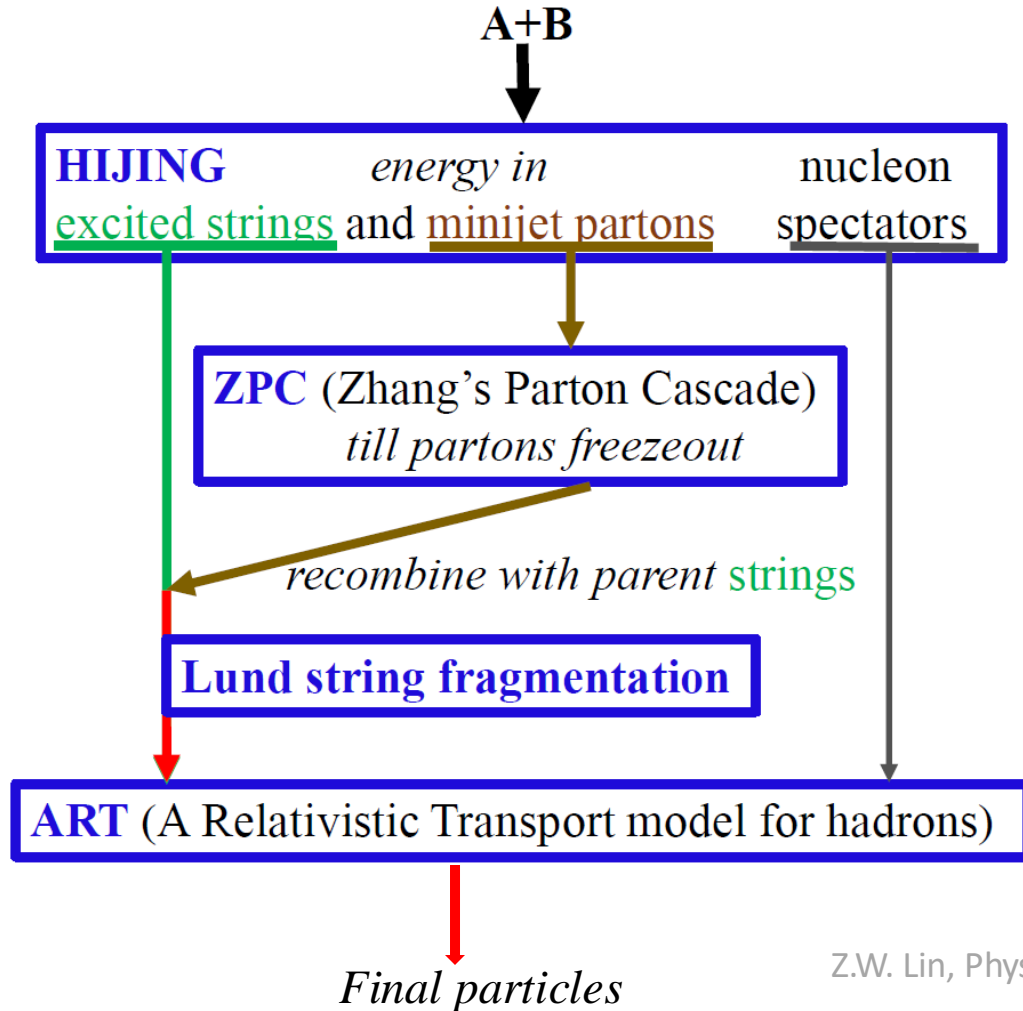 A+B
HIJING energy in nucleon
excited strings and minijet partons spectators
ZPC (Zhang’s Parton Cascade)
till partons freezeout
recombine with parent strings
Lund string fragmentation
ART (A Relativistic Transport model for hadrons)
Z.W. Lin, Phys
Final particles